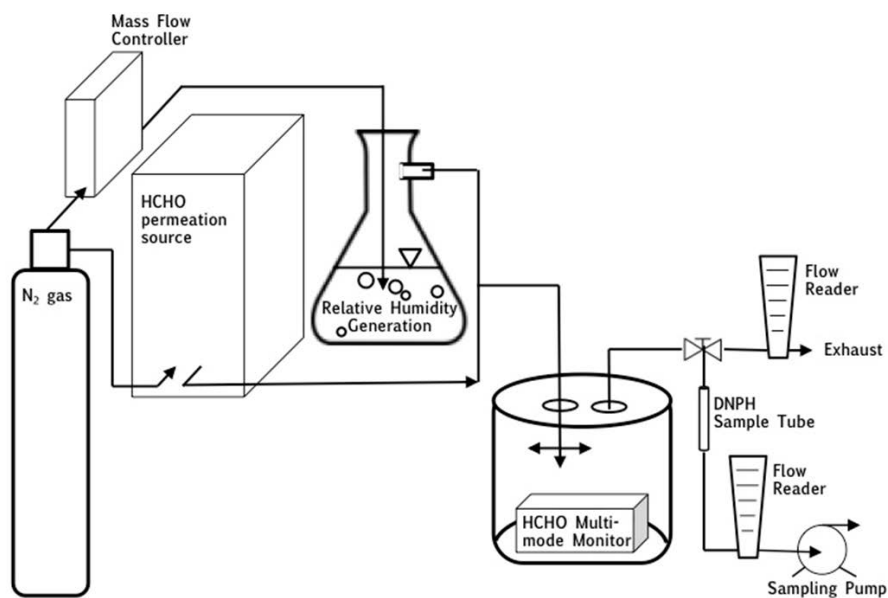 Mass Flow
Controller
HCHO
permeation
source
N₂ gas
Relative Humidity
Generation
Flow
Reader
Exhaust
DNPH
Sample Tube
Flow
Reader
HCHO Multi-
mode Monitor
Sampling Pump